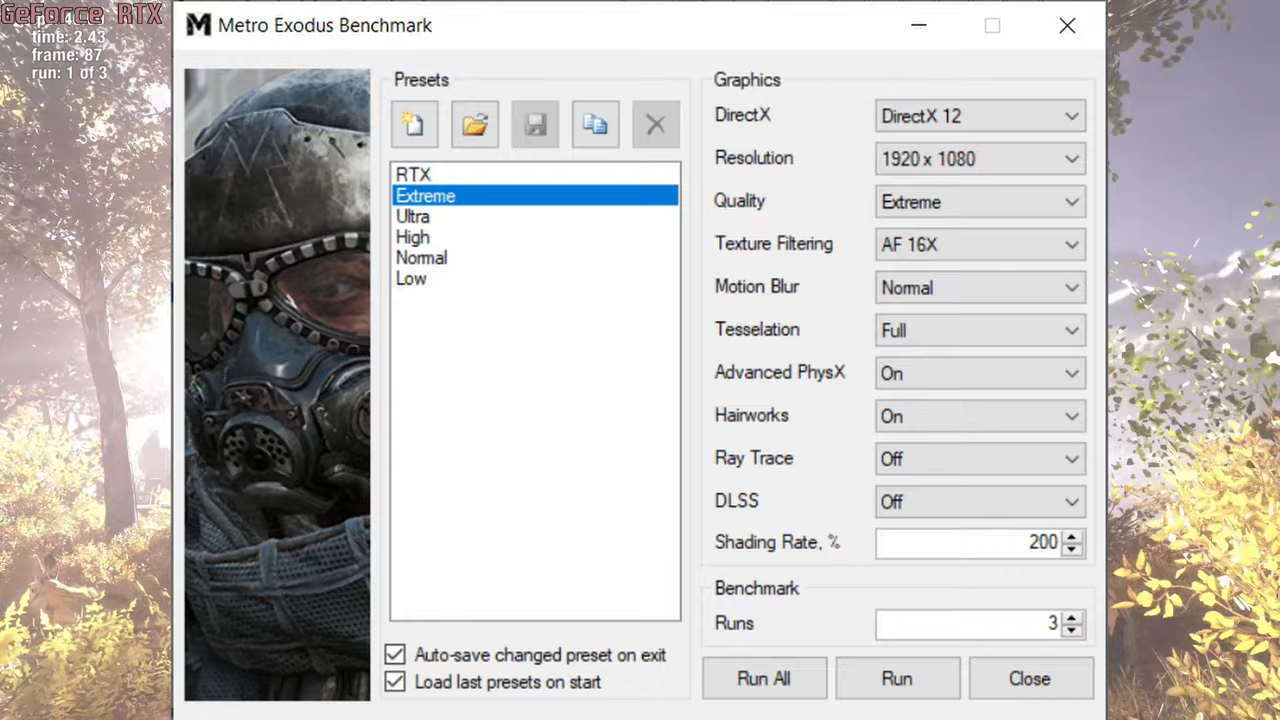 GeForce RTX
time: 2.43
frame: 87
run: 1 of 3
Metro Exodus Benchmark
Presets
RTX
Extreme
Ultra
High
Normal
Low
Auto-save changed preset on exit
Load last presets on start
Graphics
DirectX DirectX 12
Resolution 1920 x 1080
Quality Extreme
Texture Filtering AF 16X
Motion Blur Normal
Tesselation Full
Advanced PhysX On
Hairworks On
Ray Trace Off
DLSS Off
Shading Rate, % 200
Benchmark
Runs 3
Run All Run Close